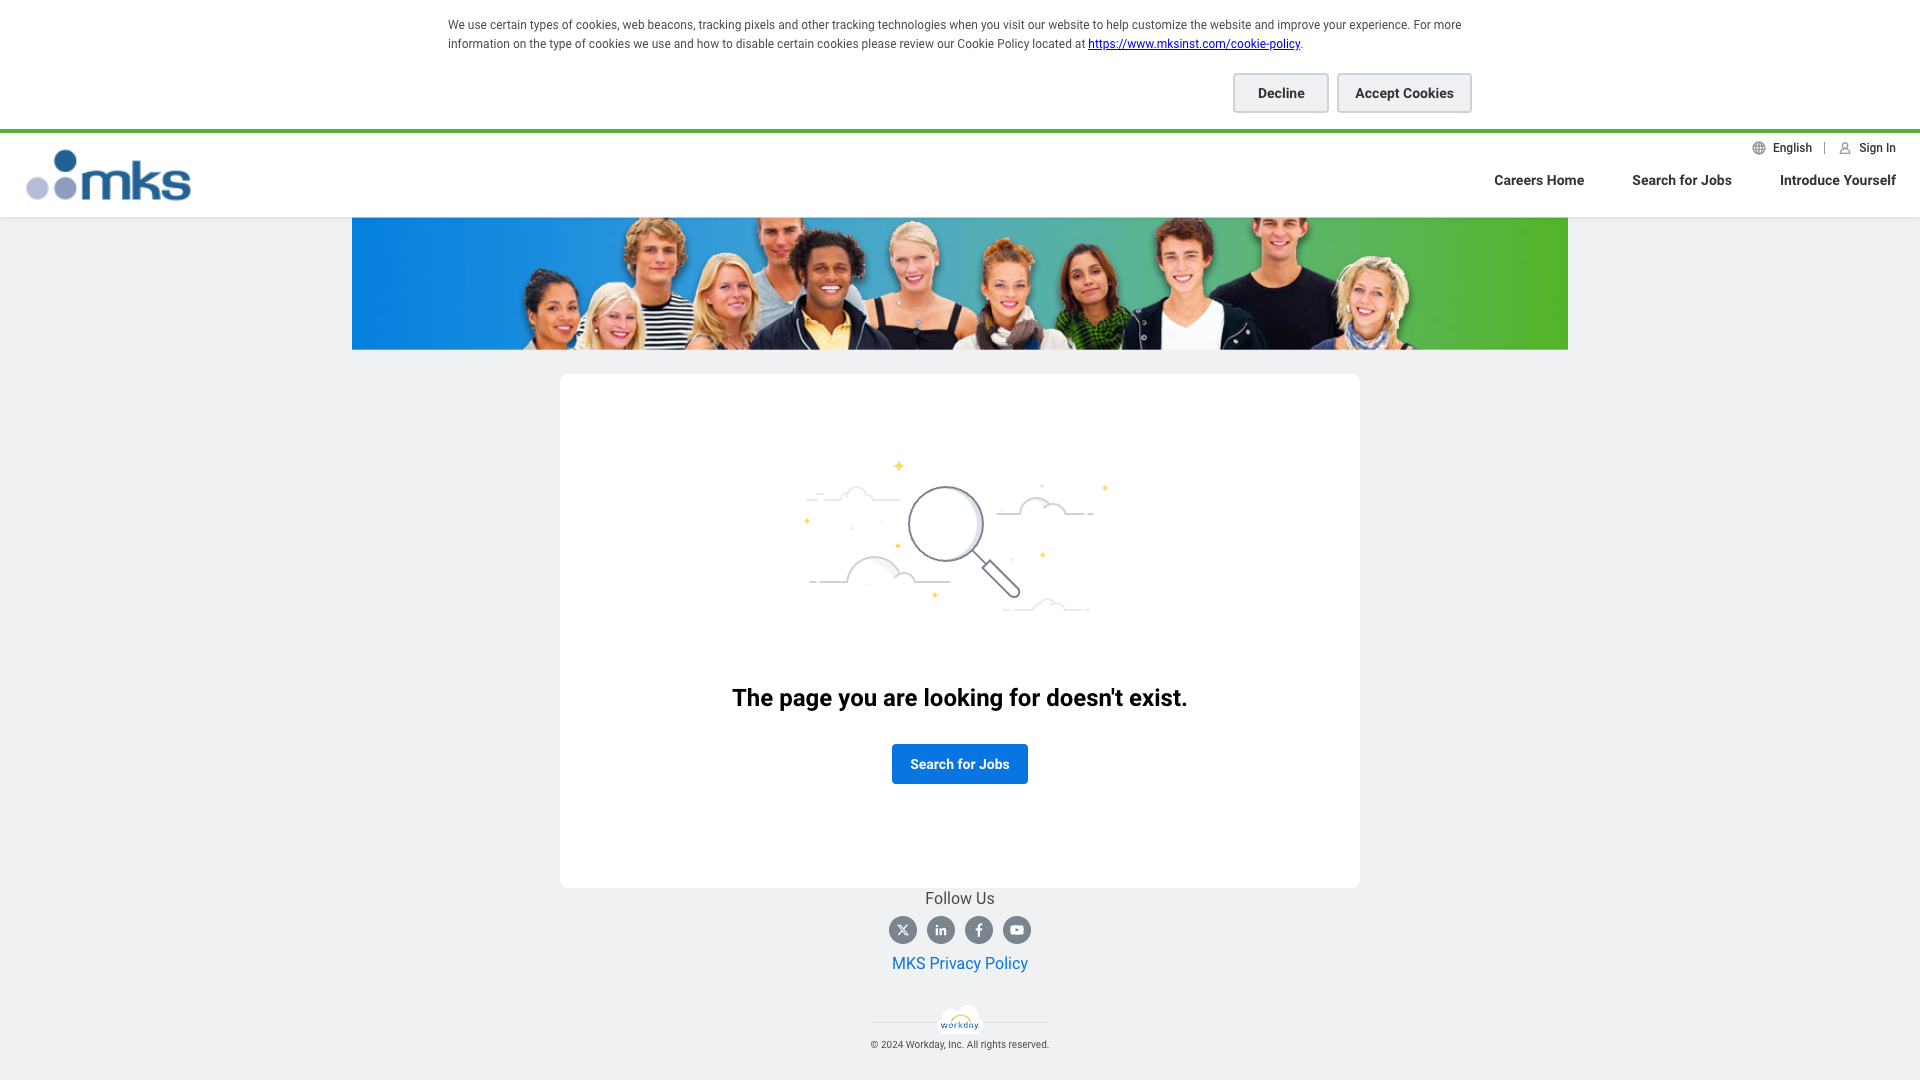 We use certain types of cookies, web beacons, tracking pixels and other tracking technologies when you visit our website to help customize the website and improve your experience. For more
information on the type of cookies we use and how to disable certain cookies please review our Cookie Policy located at https://www.mksinst.com/cookie-policy.
Decline
Accept Cookies
English
Sign In
mks
Careers Home
Search for Jobs
Introduce Yourself
The page you are looking for doesn't exist.
Search for Jobs
Follow Us
MKS Privacy Policy
workday.
© 2024 Workday, Inc. All rights reserved.